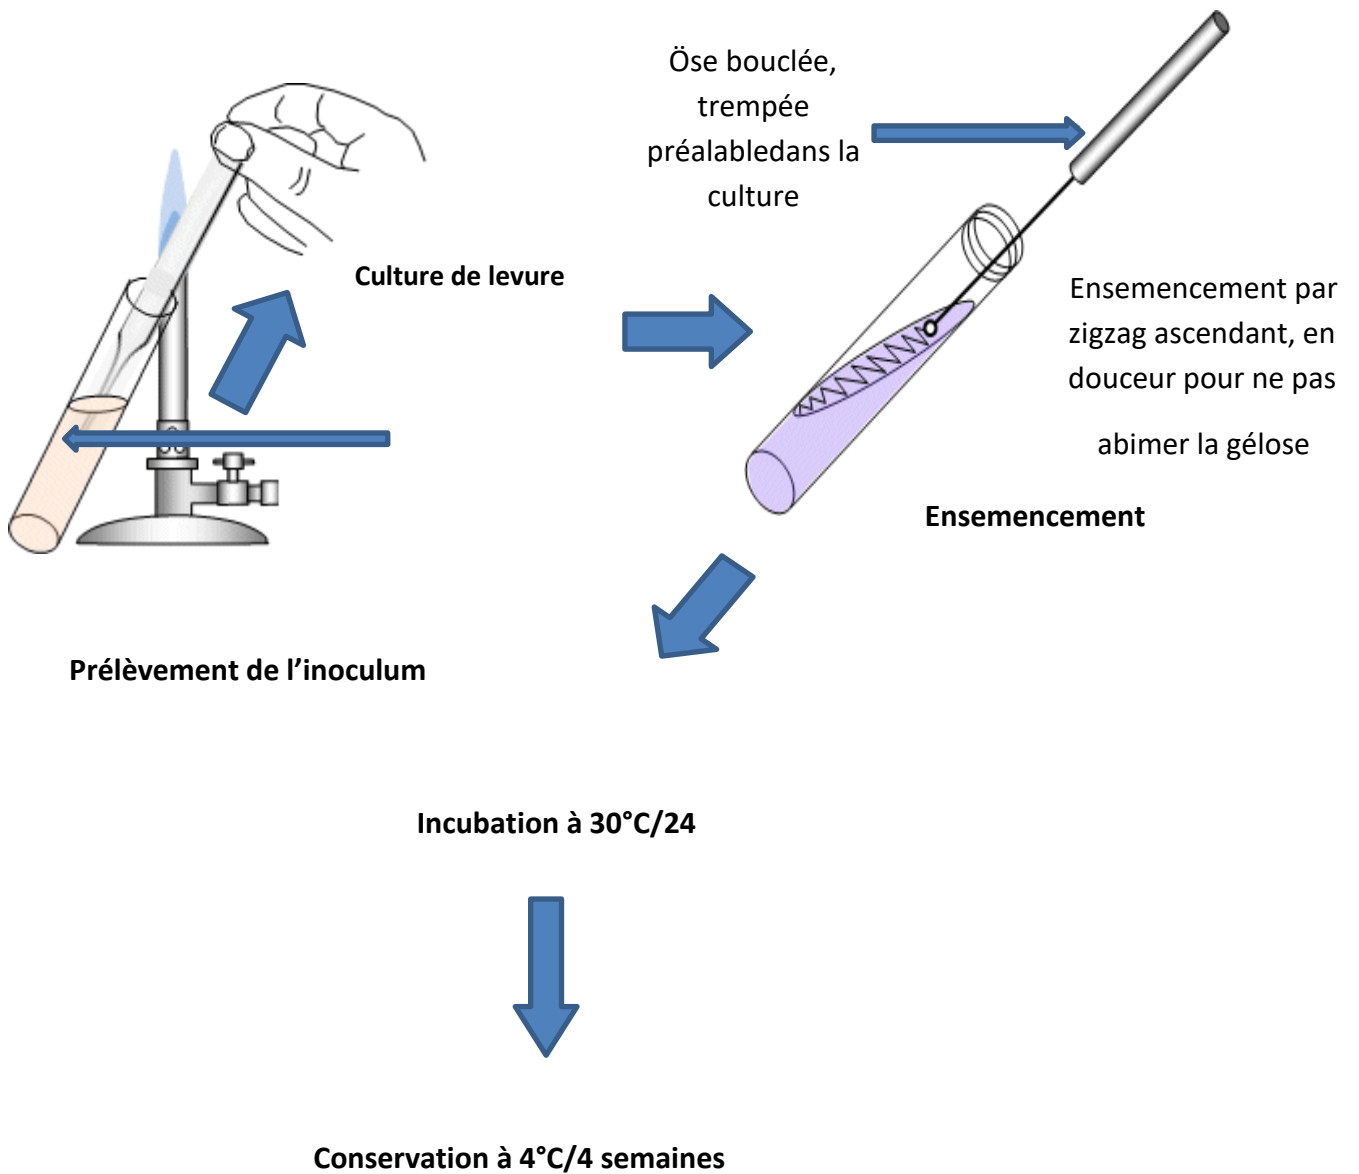 Öse bouclée,
trempée
préalabledans la
culture
Culture de levure
Ensemencement par
zigzag ascendant, en
douceur pour ne pas
abimer la gélose
Ensemencement
Prélèvement de l’inoculum
Incubation à 30°C/24
Conservation à 4°C/4 semaines